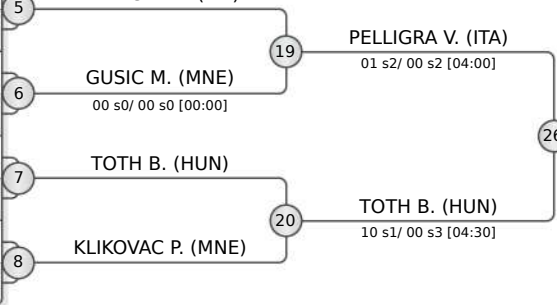 5
19
PELLIGRA V. (ITA)
01 s2/ 00 s2 [04:00]
GUSIC M. (MNE)
6
00 s0/ 00 s0 [00:00]
26
TOTH B. (HUN)
7
TOTH B. (HUN)
20
10 s1/ 00 s3 [04:30]
KLIKOVAC P. (MNE)
8